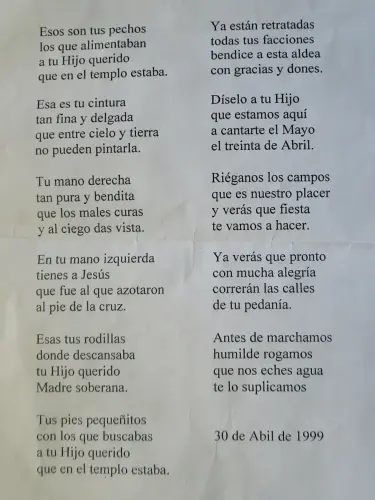 Esos son tus pechos
los que alimentaban
a tu Hijo querido
que en el templo estaba.
Esa es tu cintura
tan fina y delgada
que entre cielo y tierra
no pueden pintarla.
Tu mano derecha
tan pura y bendita
que los males curas
y al ciego das vista.
En tu mano izquierda
tienes a Jesús
que fue al que azotaron
al pie de la cruz.
Esas tus rodillas
donde descansaba
tu Hijo querido
Madre soberana.
Tus pies pequeñitos
con los que buscabas
a tu Hijo querido
que en el templo estaba.
Ya están retratadas
todas tus facciones
bendice a esta aldea
con gracias y dones.
Díselo a tu Hijo
que estamos aquí
a cantarte el Mayo
el treinta de Abril.
Riéganos los campos
que es nuestro placer
y verás que fiesta
te vamos a hacer.
Ya verás que pronto
con mucha alegría
correrán las calles
de tu pedanía.
Antes de marchamos
humilde rogamos
que nos eches agua
te lo suplicamos
30 de Abil de 1999